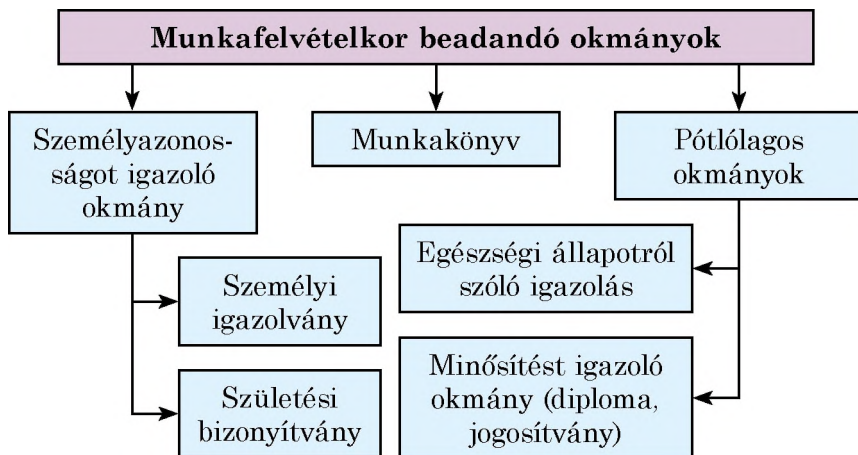 Munkafelvételkor beadandó okmányok
Személyazonos-
ságot igazoló
okmány
Munkakönyv
Pótlólagos
okmányok
Személyi
igazolvány
Születési
bizonyítvány
Egészségi állapotról
szóló igazolás
Minősítést igazoló
okmány (diploma,
jogosítvány)